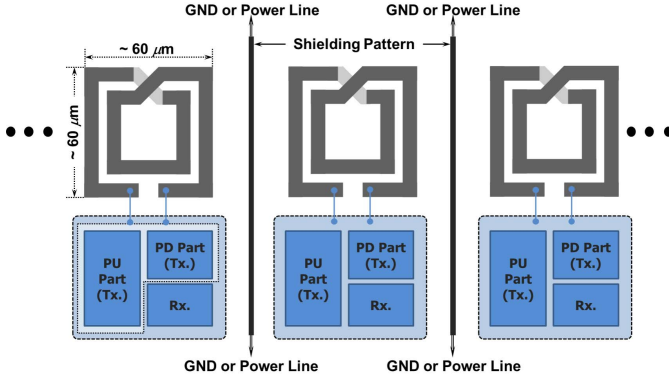 GND or Power Line
GND or Power Line
~ 60 μm
Shielding Pattern
~ 60 μm
PU
Part
(Tx.)
PD Part
(Tx.)
Rx.
PU
Part
(Tx.)
PD Part
(Tx.)
Rx.
PU
Part
(Tx.)
PD Part
(Tx.)
Rx.
GND or Power Line
GND or Power Line